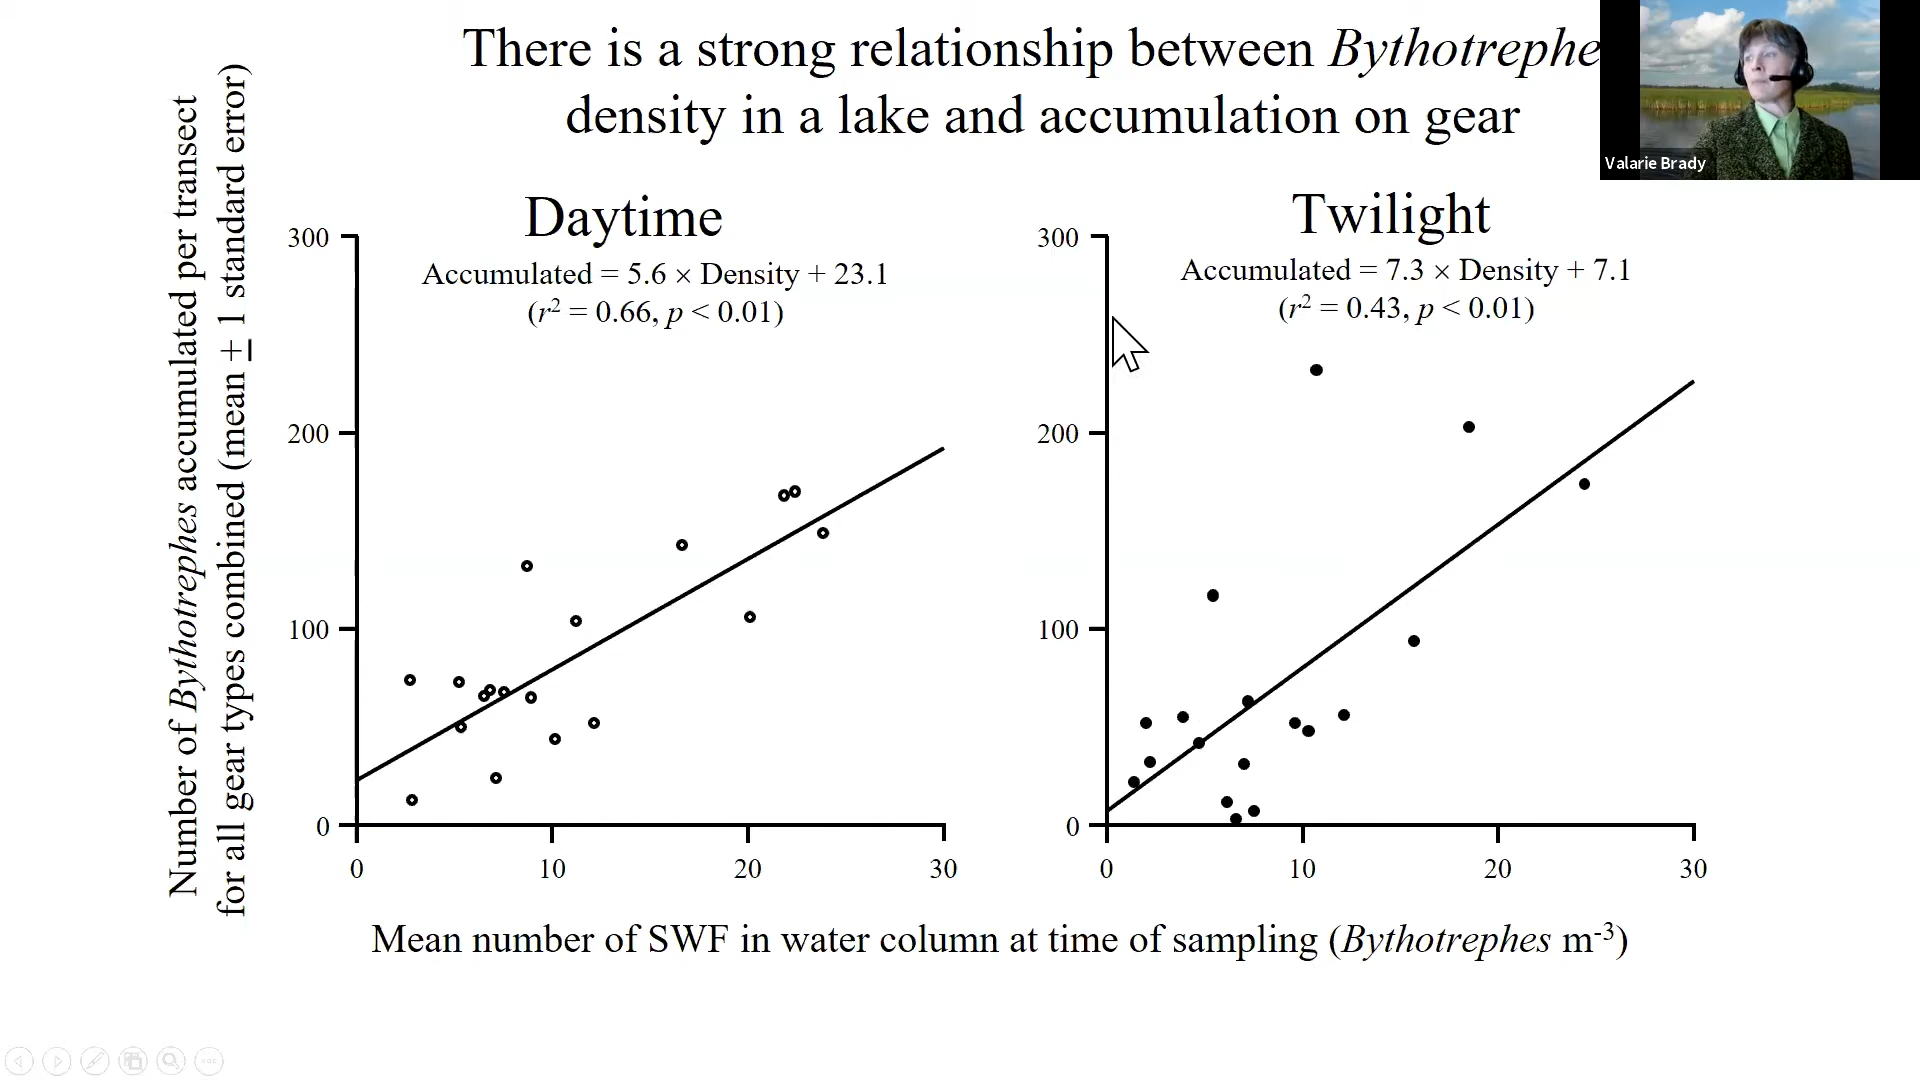 There is a strong relationship between Bythotrephe
density in a lake and accumulation on gear
Valarie Brady
Number of Bythotrephes accumulated per transect
for all gear types combined (mean ± 1 standard error)
Daytime
Accumulated = 5.6 × Density + 23.1
(r² = 0.66, p < 0.01)
300
200
100
0
0 10 20 30
Twilight
Accumulated = 7.3 × Density + 7.1
(r² = 0.43, p < 0.01)
300
200
100
0
0 10 20 30
Mean number of SWF in water column at time of sampling (Bythotrephes m⁻³)